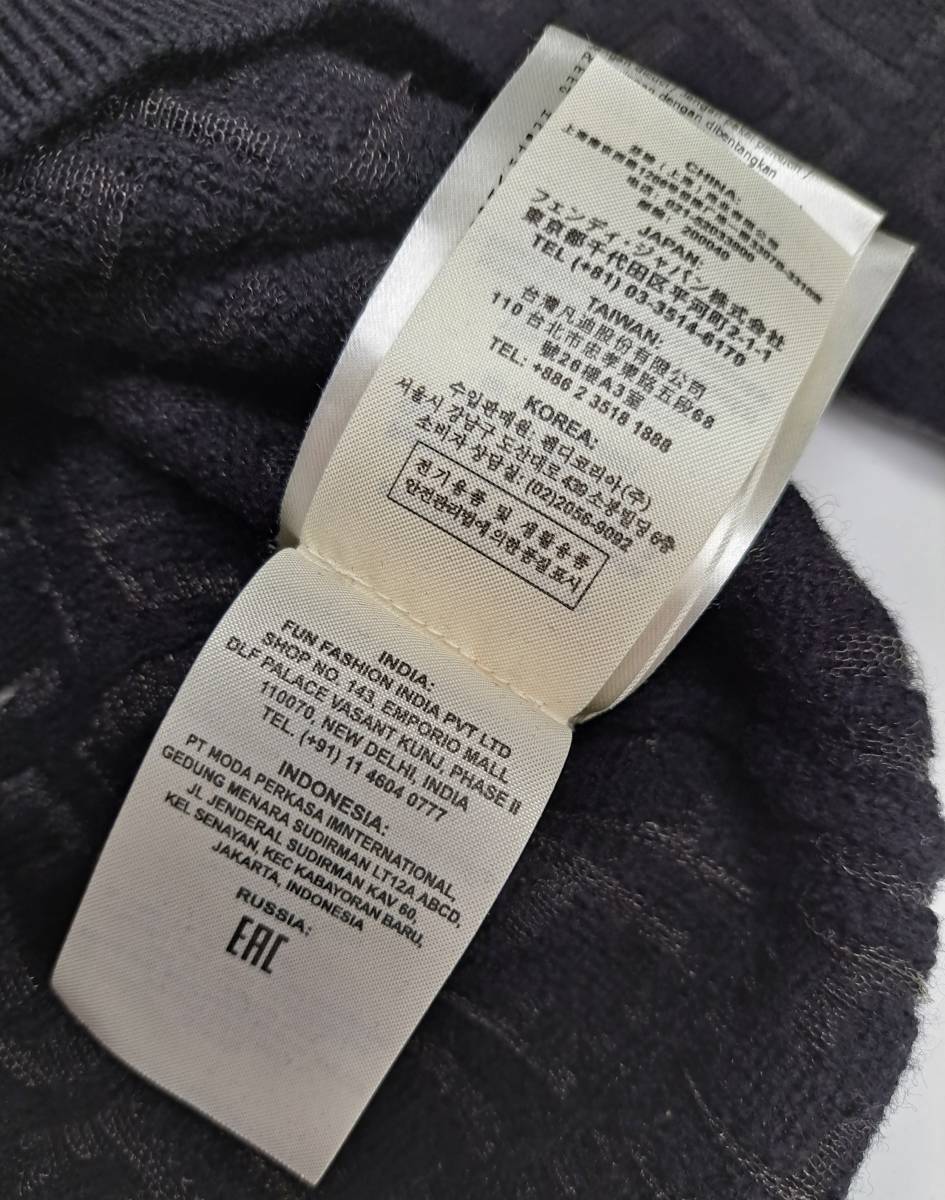 dengan dibentangkan
CHINA:
200040
JAPAN:
フェンディ・ジャパン株式会社
東京都千代田区平河町2-1-1
TEL (+81) 03-3514-6170
TAIWAN:
台灣凡迪股份有限公司
110 台北市忠孝東路五段68
號26樓A3室
TEL: +886 2 3518 1888
KOREA:
수입판매원, 펜디코리아(주)
서울시 강남구 도산대로 439소봉빌딩 6층
소비자 상담실: (02)2056-9092
전기용품 및 생활용품
안전관리법에 의한 품질표시
INDIA:
FUN FASHION INDIA PVT LTD
SHOP NO. 143, EMPORIO MALL
DLF PALACE VASANT KUNJ, PHASE II
110070, NEW DELHI, INDIA
TEL. (+91) 11 4604 0777
INDONESIA:
PT MODA PERKASA IMNTERNATIONAL,
GEDUNG MENARA SUDIRMAN LT12A ABCD,
JL JENDERAL SUDIRMAN KAV 60,
KEL SENAYAN, KEC KABAYORAN BARU,
JAKARTA, INDONESIA
RUSSIA:
EAC